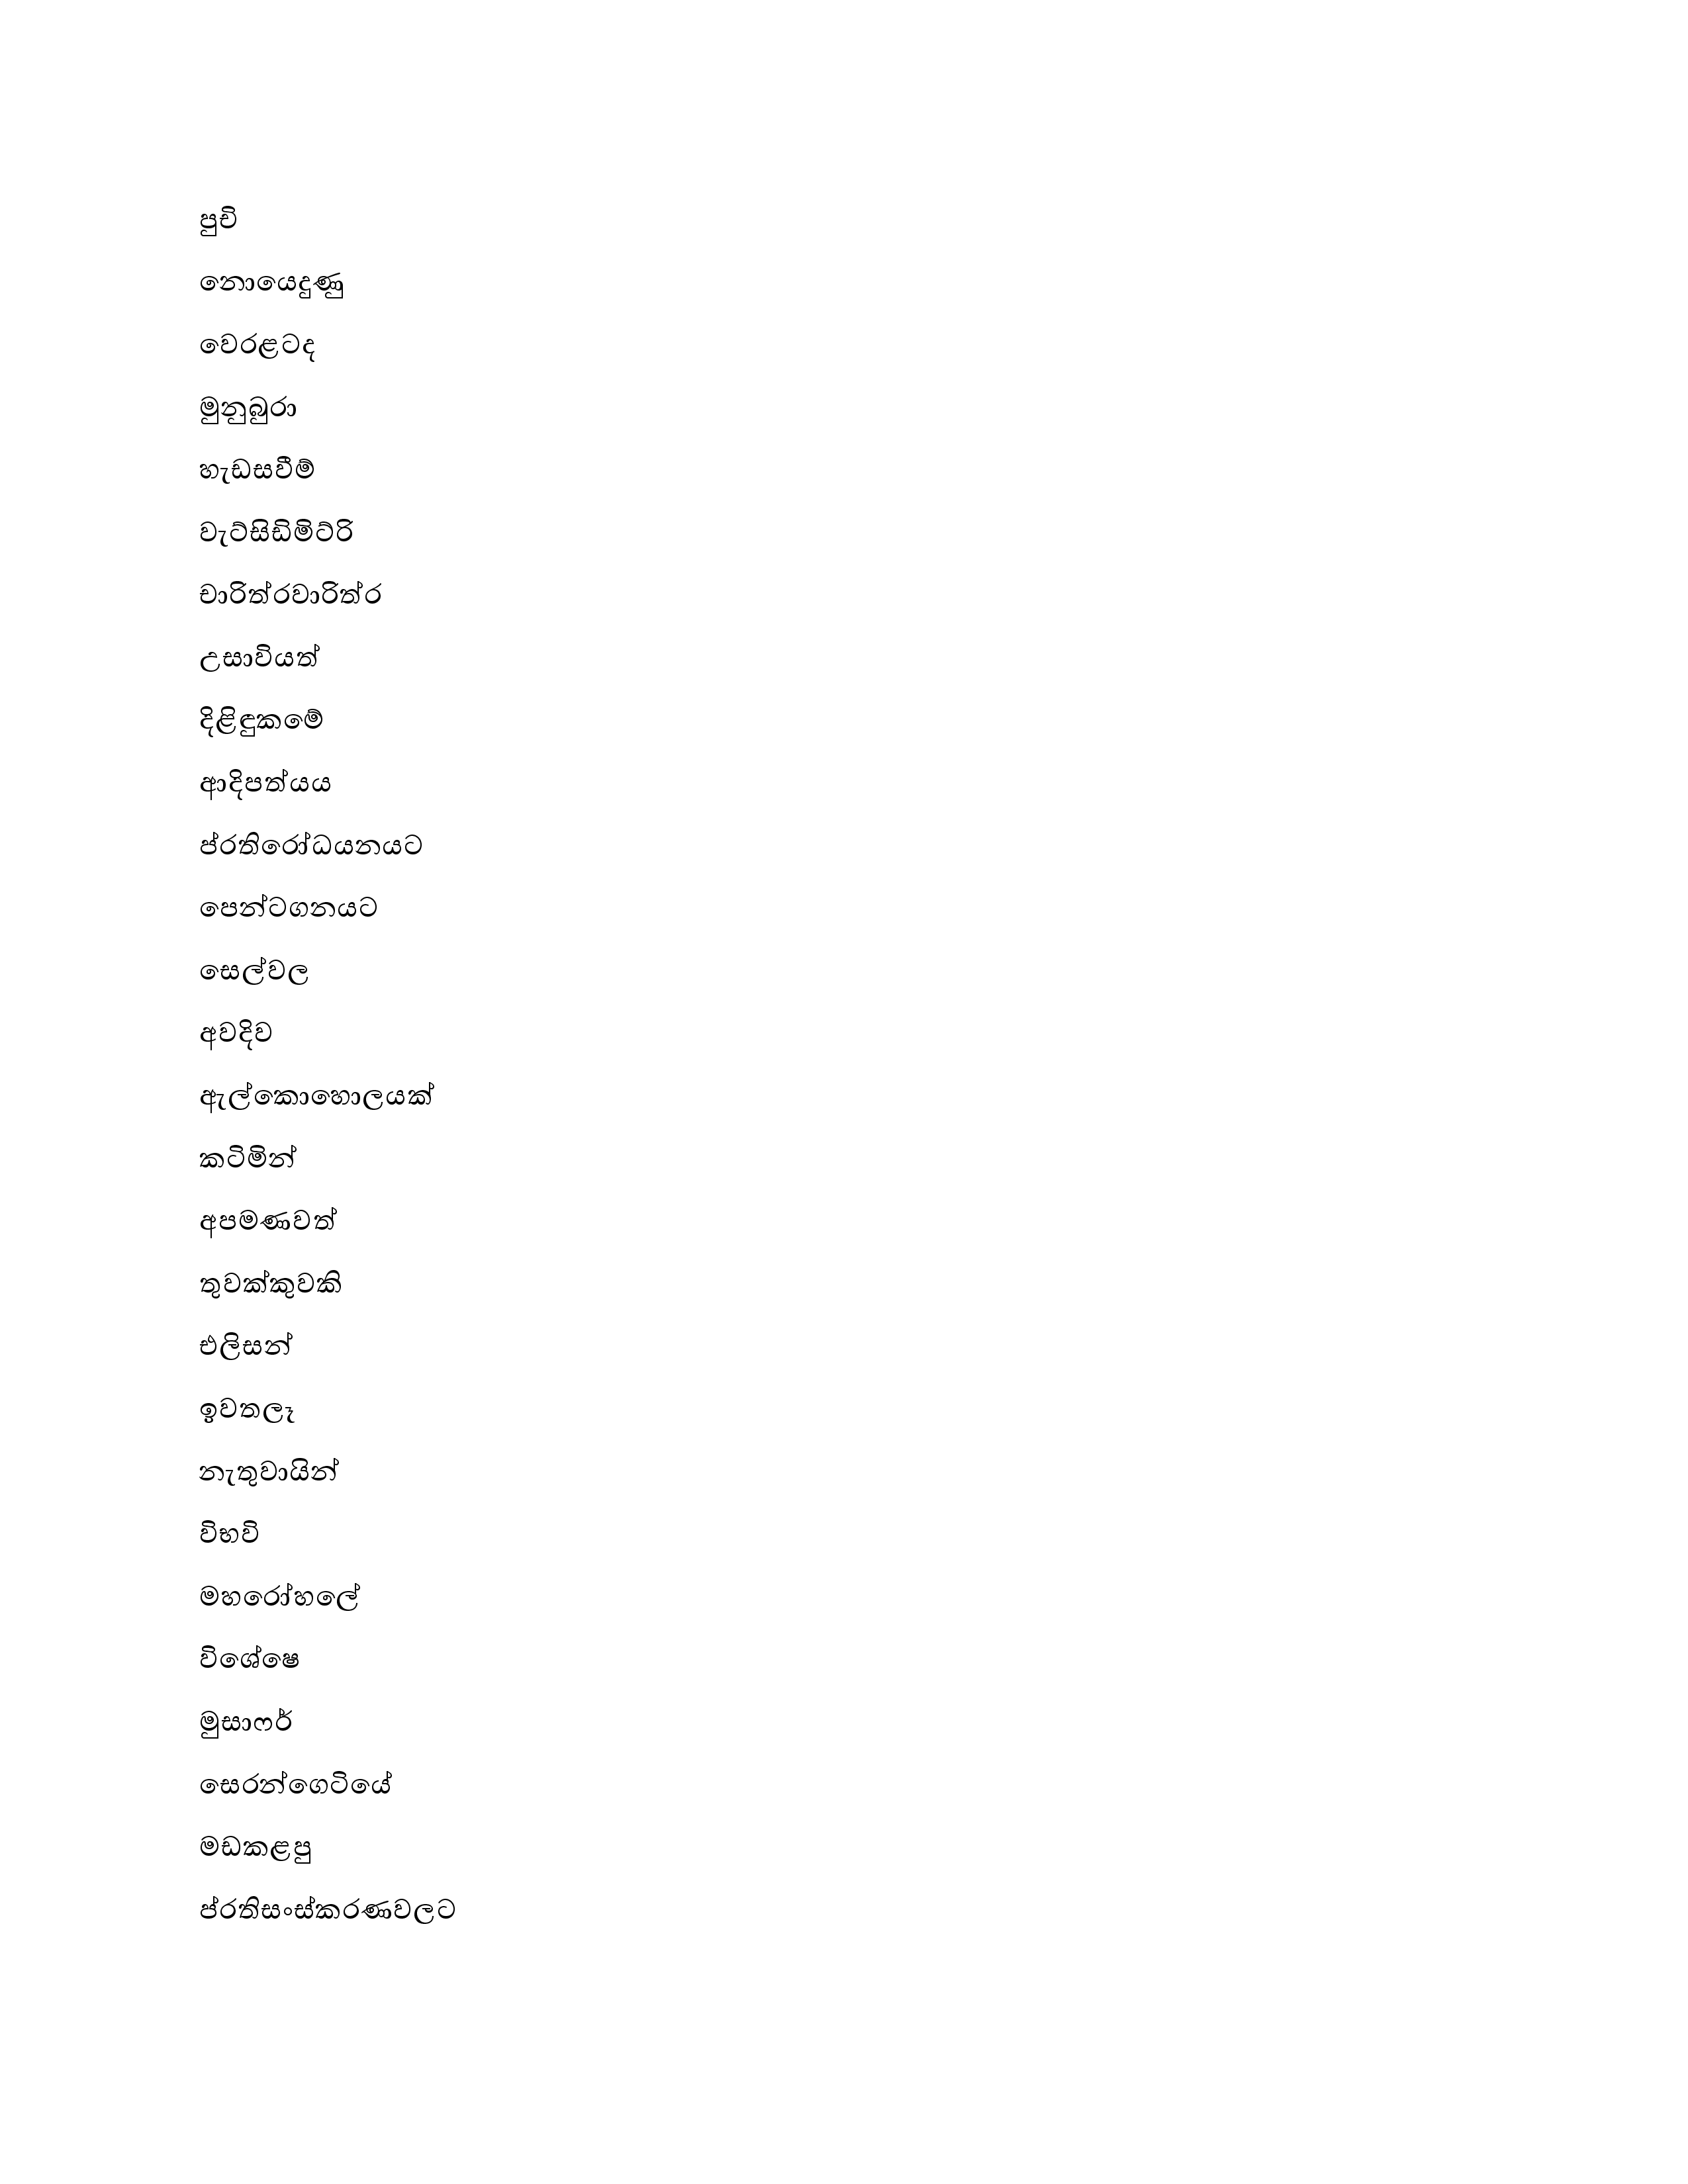 පුචි
නොයෙදුණු
වෙරළටද
මුනුබුරා
හැඩසවීම්
වැට්සිඩිමිට්රි
චාරිත්රවාරිත්ර
උසාවියත්
දිළිඳුකමේ
ආදිපත්යය
ප්රතිරෝධයනයට
පෙන්ටගනයට
සෙල්වල
අවදිව
ඇල්කොහොලයක්
කටිමින්
අපමණවත්
තුවක්කුවකි
එලිසන්
ඉවතලෑ
නැතුවායින්
විභවි
මහරෝහලේ
විශේෂෙ
මුසාෆර්
සෙරන්ගෙටියේ
මඩකළපු
ප්රතිසංස්කරණවලට